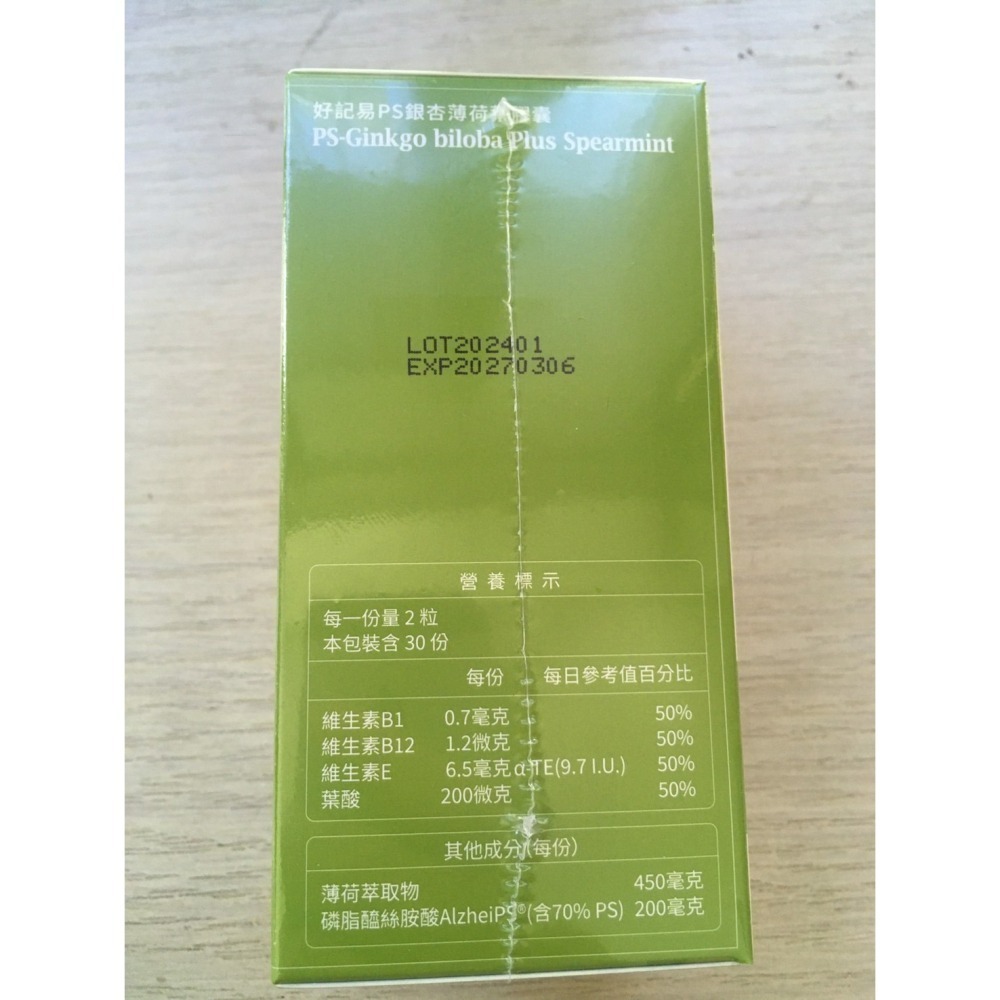 好記易PS銀杏薄荷 膠囊
PS-Ginkgo biloba Plus Spearmint
LOT202401
EXP20270306
營養標示
每一份量 2 粒
本包裝含 30 份
每份 每日參考值百分比
維生素B1 0.7毫克 50%
維生素B12 1.2微克 50%
維生素E 6.5毫克 α-TE(9.7 I.U.) 50%
葉酸 200微克 50%
其他成分(每份)
薄荷萃取物 450毫克
磷脂醯絲胺酸AlzheiPS®(含70% PS) 200毫克